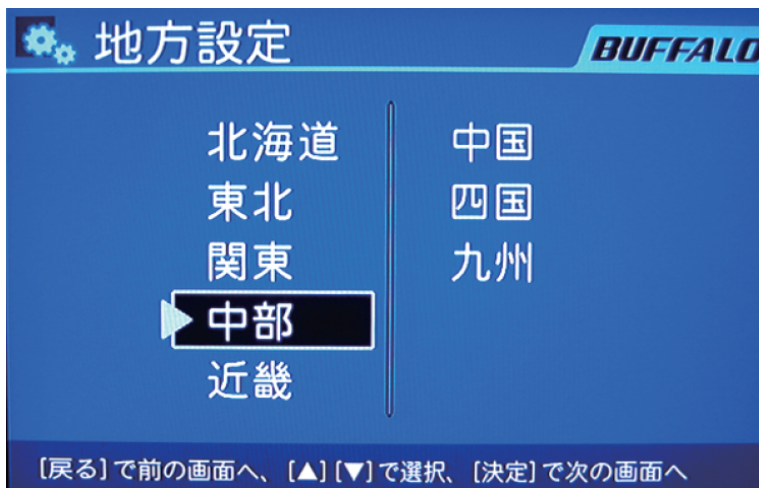 地方設定
BUFFALO
北海道
東北
関東
中部
近畿
中国
四国
九州
[戻る]で前の画面へ、[▲][▼]で選択、[決定]で次の画面へ